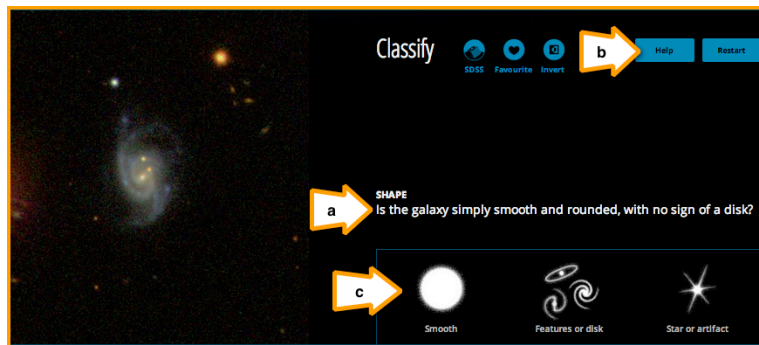 Classify
SDSS Favourite Invert
b
Help Restart
SHAPE
a
Is the galaxy simply smooth and rounded, with no sign of a disk?
c
Smooth Features or disk Star or artifact